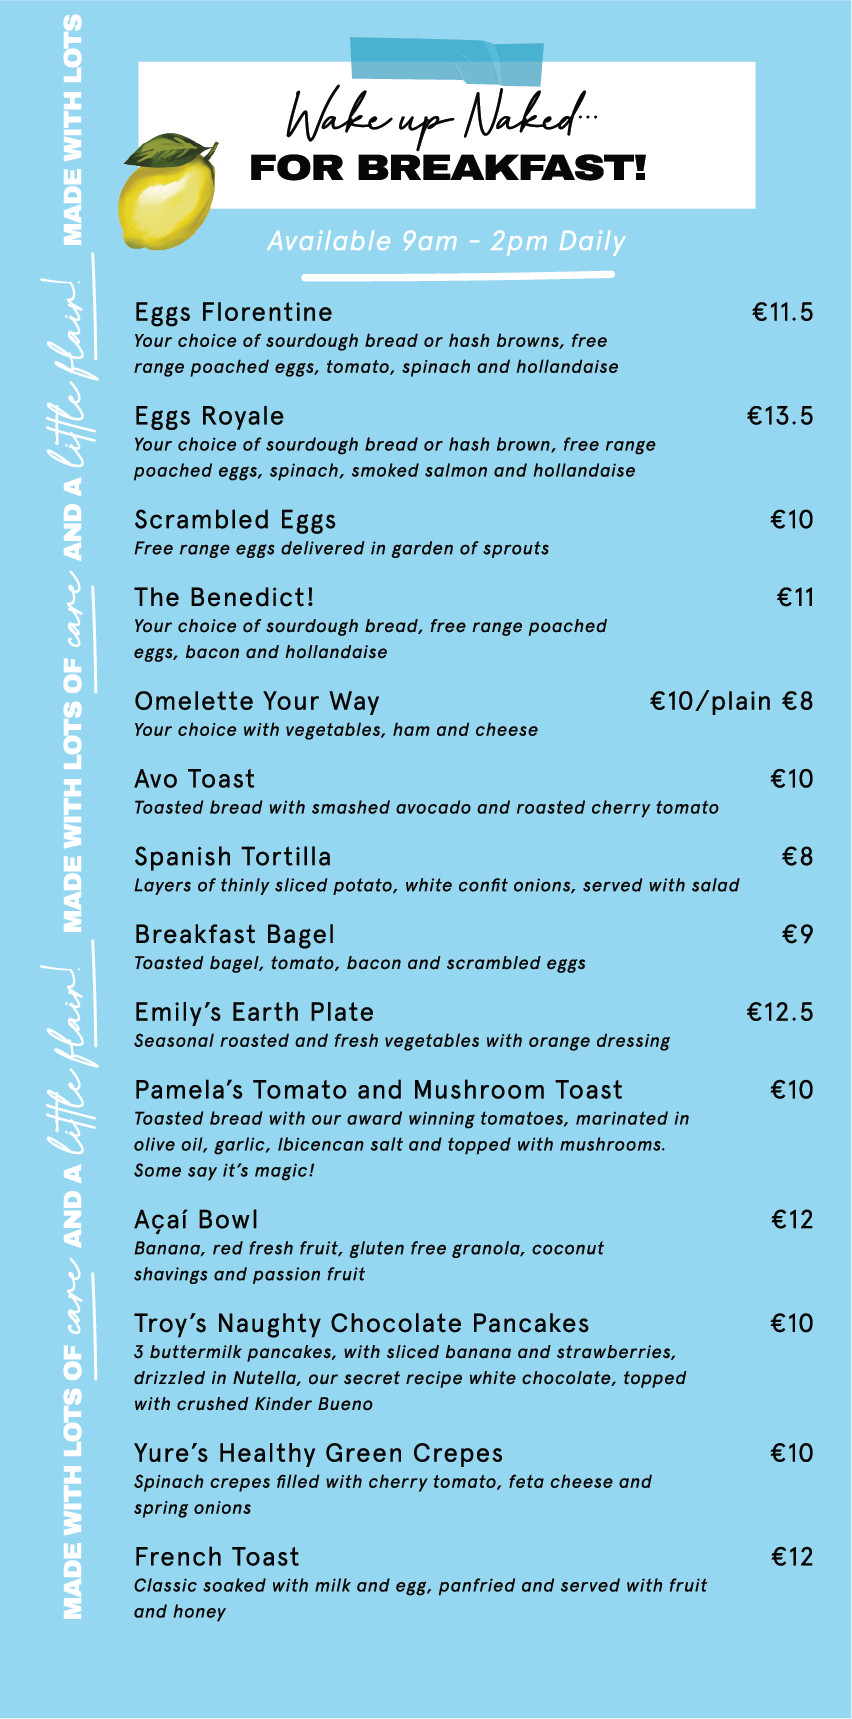 Wake up Naked...
FOR BREAKFAST!
Available 9am - 2pm Daily
Eggs Florentine €11.5
Your choice of sourdough bread or hash browns, free
range poached eggs, tomato, spinach and hollandaise
Eggs Royale €13.5
Your choice of sourdough bread or hash brown, free range
poached eggs, spinach, smoked salmon and hollandaise
Scrambled Eggs €10
Free range eggs delivered in garden of sprouts
The Benedict! €11
Your choice of sourdough bread, free range poached
eggs, bacon and hollandaise
Omelette Your Way €10/plain €8
Your choice with vegetables, ham and cheese
Avo Toast €10
Toasted bread with smashed avocado and roasted cherry tomato
Spanish Tortilla €8
Layers of thinly sliced potato, white confit onions, served with salad
Breakfast Bagel €9
Toasted bagel, tomato, bacon and scrambled eggs
Emily's Earth Plate €12.5
Seasonal roasted and fresh vegetables with orange dressing
Pamela's Tomato and Mushroom Toast €10
Toasted bread with our award winning tomatoes, marinated in
olive oil, garlic, Ibicencan salt and topped with mushrooms.
Some say it's magic!
Açaí Bowl €12
Banana, red fresh fruit, gluten free granola, coconut
shavings and passion fruit
Troy's Naughty Chocolate Pancakes €10
3 buttermilk pancakes, with sliced banana and strawberries,
drizzled in Nutella, our secret recipe white chocolate, topped
with crushed Kinder Bueno
Yure's Healthy Green Crepes €10
Spinach crepes filled with cherry tomato, feta cheese and
spring onions
French Toast €12
Classic soaked with milk and egg, panfried and served with fruit
and honey
MADE WITH LOTS OF care AND A little flair! MADE WITH LOTS OF care AND A little flair! MADE WITH LOTS